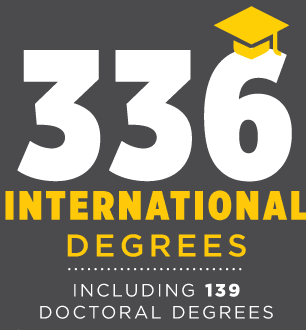 336
INTERNATIONAL
DEGREES
INCLUDING 139
DOCTORAL DEGREES